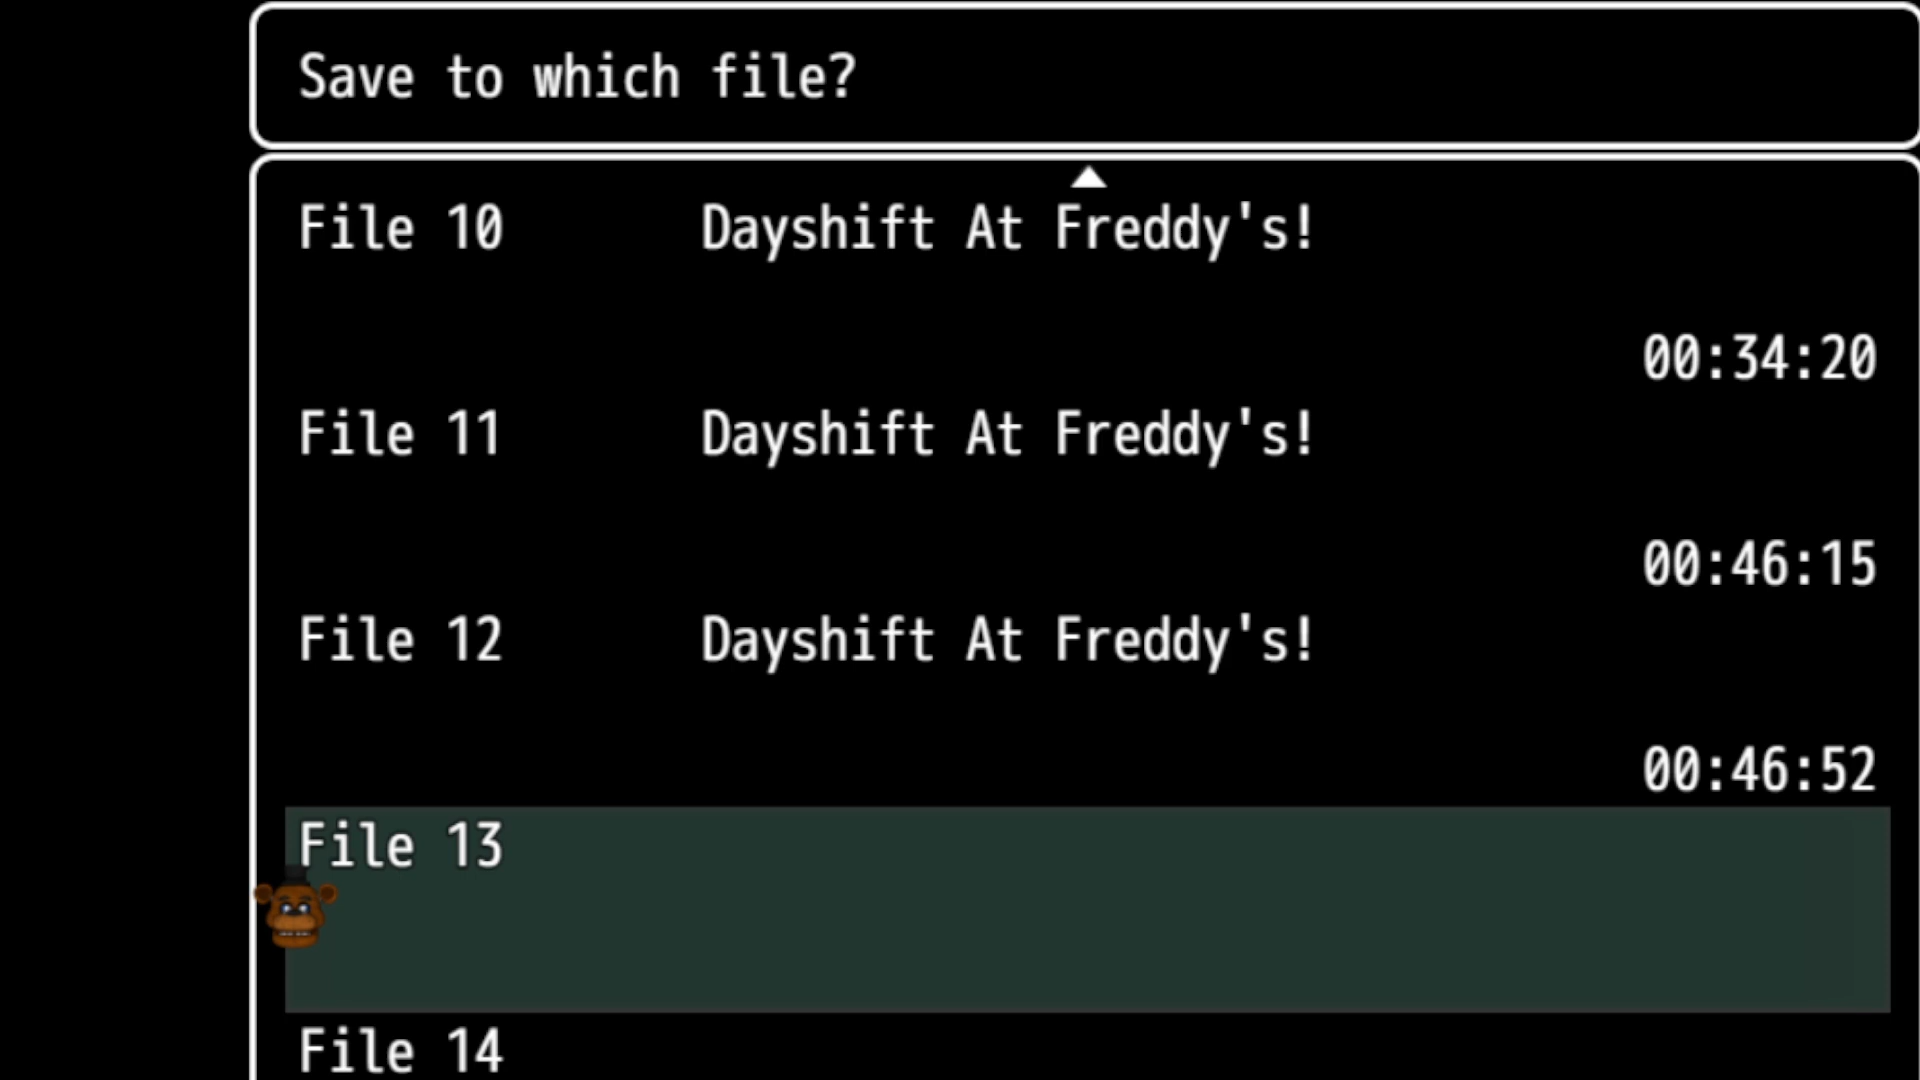 Save to which file?
File 10 Dayshift At Freddy's!
00:34:20
File 11 Dayshift At Freddy's!
00:46:15
File 12 Dayshift At Freddy's!
00:46:52
File 13
File 14